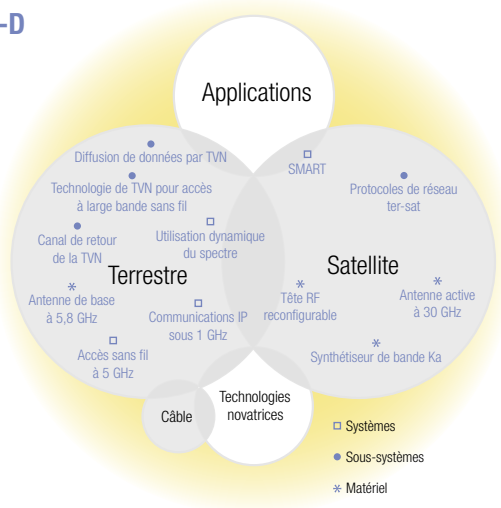 -D
Applications
Diffusion de données par TVN
SMART
Technologie de TVN pour accès
à large bande sans fil
Protocoles de réseau
ter-sat
Canal de retour
de la TVN
Utilisation dynamique
du spectre
Terrestre
Satellite
Antenne de base
à 5,8 GHz
Communications IP
sous 1 GHz
Tête RF
reconfigurable
Antenne active
à 30 GHz
Accès sans fil
à 5 GHz
Synthétiseur de bande Ka
Câble
Technologies
novatrices
Systèmes
Sous-systèmes
Matériel